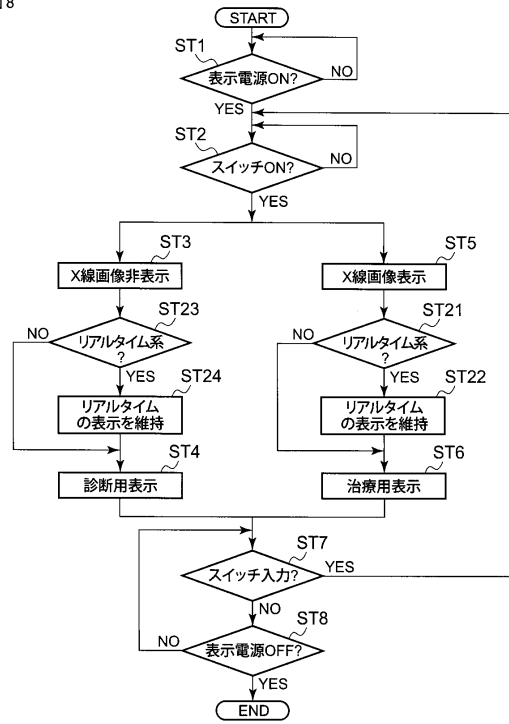 8
START
ST1
表示電源ON?
NO
YES
ST2
スイッチON?
NO
YES
ST3
X線画像非表示
ST5
X線画像表示
ST23
リアルタイム系
?
NO
YES
ST21
リアルタイム系
?
NO
YES
ST24
リアルタイム
の表示を維持
ST22
リアルタイム
の表示を維持
ST4
診断用表示
ST6
治療用表示
ST7
スイッチ入力?
YES
NO
ST8
表示電源OFF?
NO
YES
END